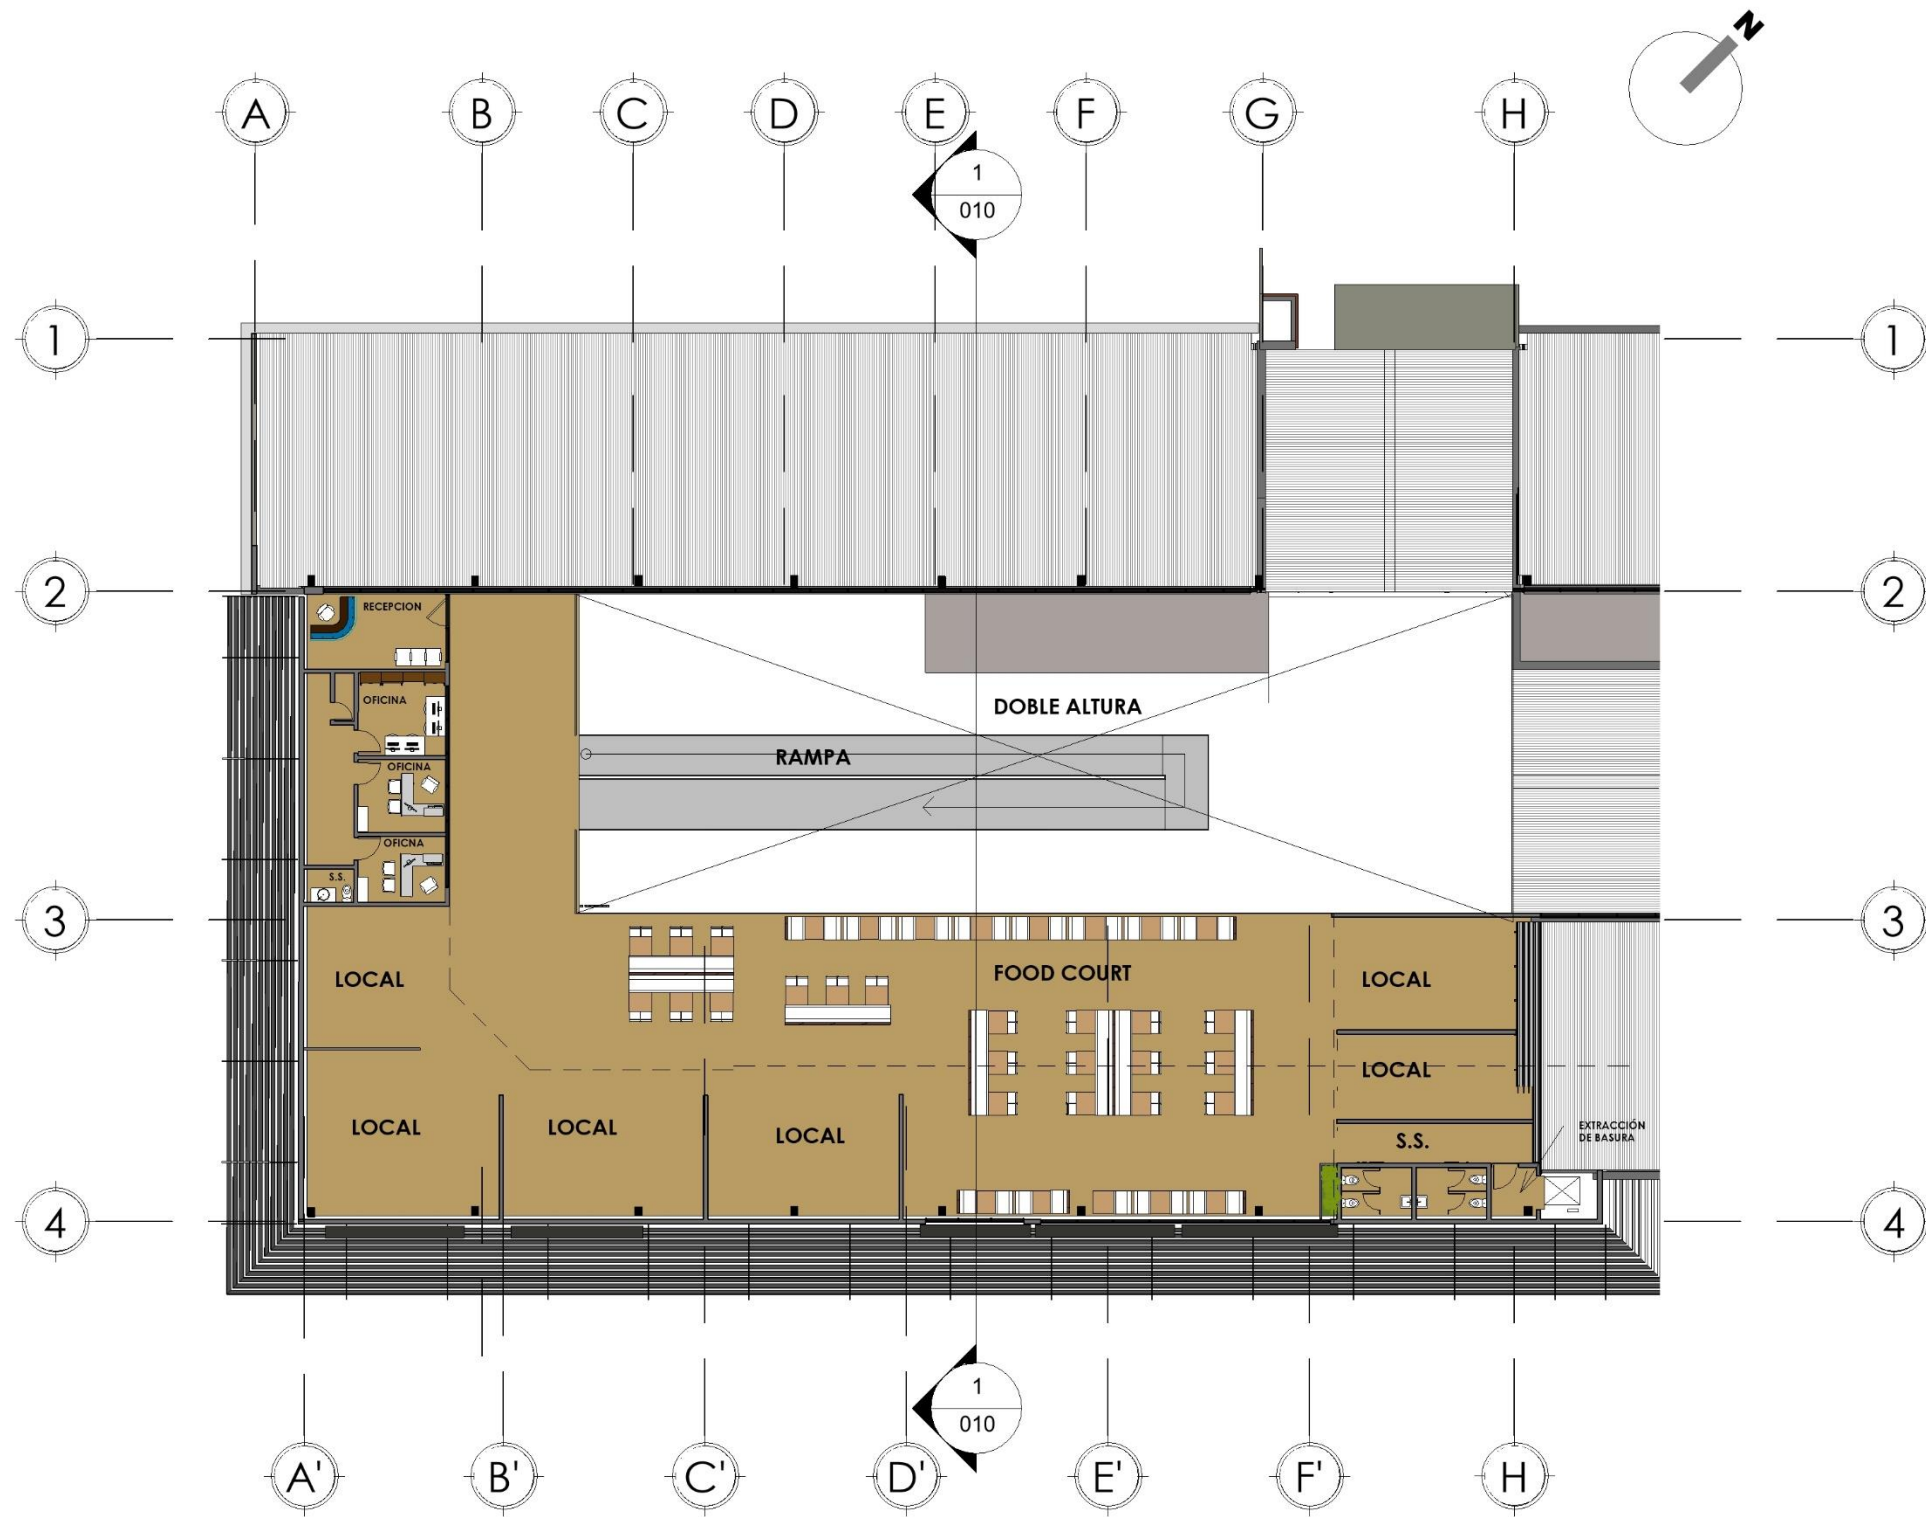 N
A B C D E F G H
1
010
1 1
2 2
RECEPCION
OFICINA
DOBLE ALTURA
RAMPA
OFICINA
OFICNA
S.S.
3 3
FOOD COURT
LOCAL LOCAL
LOCAL
LOCAL LOCAL LOCAL
EXTRACCIÓN
DE BASURA
S.S.
4 4
1
010
A' B' C' D' E' F' H